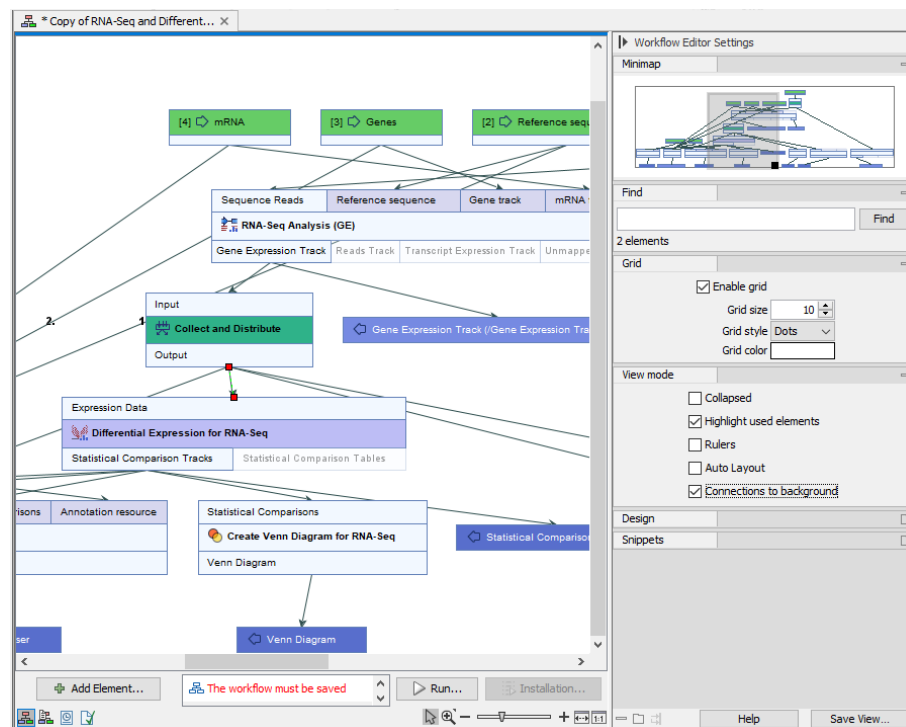 * Copy of RNA-Seq and Different... ×
Workflow Editor Settings
Minimap
[4] mRNA
[3] Genes
[2] Reference sequ
Sequence Reads Reference sequence Gene track mRNA
RNA-Seq Analysis (GE)
Gene Expression Track Reads Track Transcript Expression Track Unmappe
Find
Find
2 elements
Grid
Enable grid
Grid size 10
Grid style Dots
Grid color
Input
2.
1
Collect and Distribute
Gene Expression Track (/Gene Expression Tra
Output
View mode
Collapsed
Highlight used elements
Rulers
Auto Layout
Connections to background
Expression Data
Differential Expression for RNA-Seq
Statistical Comparison Tracks Statistical Comparison Tables
risons Annotation resource
Statistical Comparisons
Create Venn Diagram for RNA-Seq
Statistical Comparison
Venn Diagram
Design
Snippets
ser
Venn Diagram
Add Element...
The workflow must be saved
Run...
Installation...
1:1
Help
Save View...